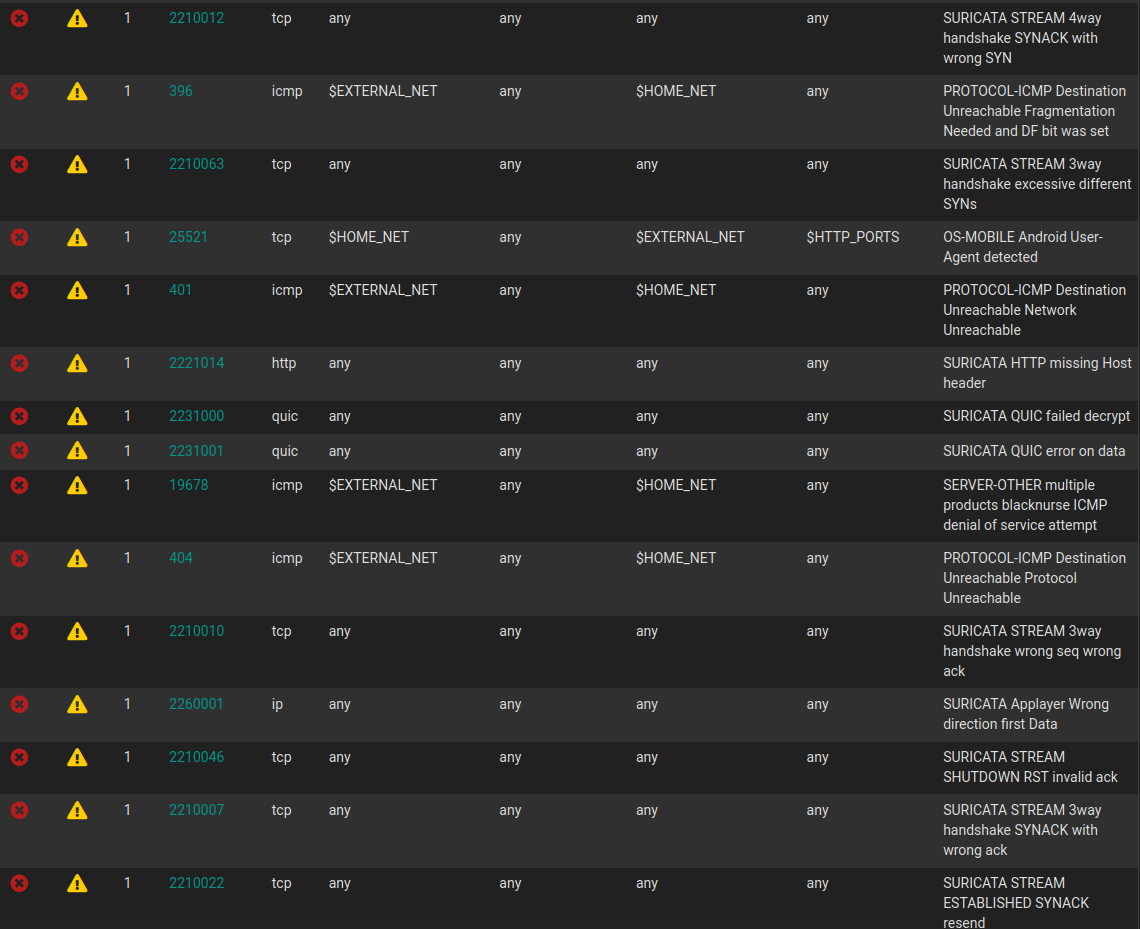 1 2210012 tcp any any any any SURICATA STREAM 4way
handshake SYNACK with
wrong SYN
1 396 icmp $EXTERNAL_NET any $HOME_NET any PROTOCOL-ICMP Destination
Unreachable Fragmentation
Needed and DF bit was set
1 2210063 tcp any any any any SURICATA STREAM 3way
handshake excessive different
SYNs
1 25521 tcp $HOME_NET any $EXTERNAL_NET $HTTP_PORTS OS-MOBILE Android User-
Agent detected
1 401 icmp $EXTERNAL_NET any $HOME_NET any PROTOCOL-ICMP Destination
Unreachable Network
Unreachable
1 2221014 http any any any any SURICATA HTTP missing Host
header
1 2231000 quic any any any any SURICATA QUIC failed decrypt
1 2231001 quic any any any any SURICATA QUIC error on data
1 19678 icmp $EXTERNAL_NET any $HOME_NET any SERVER-OTHER multiple
products blacknurse ICMP
denial of service attempt
1 404 icmp $EXTERNAL_NET any $HOME_NET any PROTOCOL-ICMP Destination
Unreachable Protocol
Unreachable
1 2210010 tcp any any any any SURICATA STREAM 3way
handshake wrong seq wrong
ack
1 2260001 ip any any any any SURICATA Applayer Wrong
direction first Data
1 2210046 tcp any any any any SURICATA STREAM
SHUTDOWN RST invalid ack
1 2210007 tcp any any any any SURICATA STREAM 3way
handshake SYNACK with
wrong ack
1 2210022 tcp any any any any SURICATA STREAM
ESTABLISHED SYNACK
resend